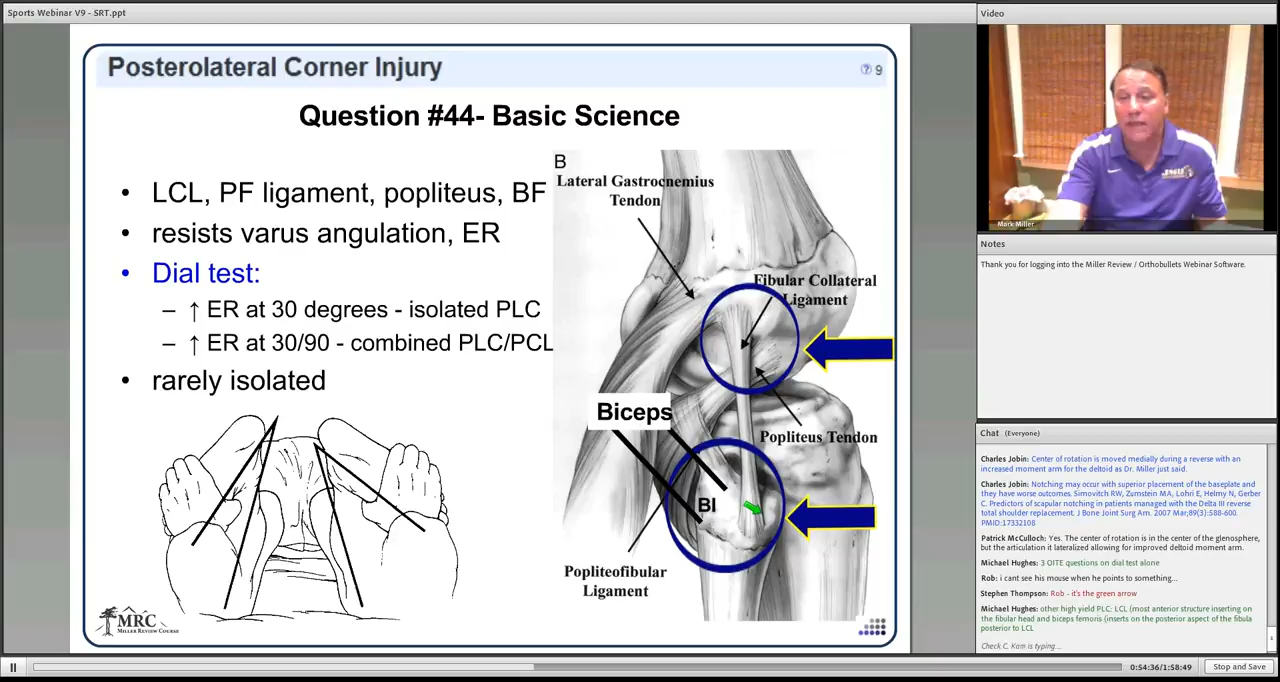 Sports Webinar V9 - SRT.ppt
Posterolateral Corner Injury
9
Question #44- Basic Science
• LCL, PF ligament, popliteus, BF
• resists varus angulation, ER
• Dial test:
– ↑ ER at 30 degrees - isolated PLC
– ↑ ER at 30/90 - combined PLC/PCL
• rarely isolated
B
Lateral Gastrocnemius
Tendon
Fibular Collateral
Ligament
Biceps
Popliteus Tendon
BI
Popliteofibular
Ligament
MRC
MILLER REVIEW COURSE
Video
Mark Miller
Notes
Thank you for logging into the Miller Review / Orthobullets Webinar Software.
Chat (Everyone)
Charles Jobin: Center of rotation is moved medially during a reverse with an
increased moment arm for the deltoid as Dr. Miller just said.
Charles Jobin: Notching may occur with superior placement of the baseplate and
they have worse outcomes. Simovitch RW, Zumstein MA, Lohri E, Helmy N, Gerber
C. Predictors of scapular notching in patients managed with the Delta III reverse
total shoulder replacement. J Bone Joint Surg Am. 2007 Mar;89(3):588-600.
PMID:17332108
Patrick McCulloch: Yes. The center of rotation is in the center of the glenosphere,
but the articulation it lateralized allowing for improved deltoid moment arm.
Michael Hughes: 3 OITE questions on dial test alone
Rob: i cant see his mouse when he points to something...
Stephen Thompson: Rob - it's the green arrow
Michael Hughes: other high yield PLC: LCL (most anterior structure inserting on
the fibular head and biceps femoris (inserts on the posterior aspect of the fibula
posterior to LCL
Check C. Kam is typing...
0:54:36/1:58:49
Stop and Save